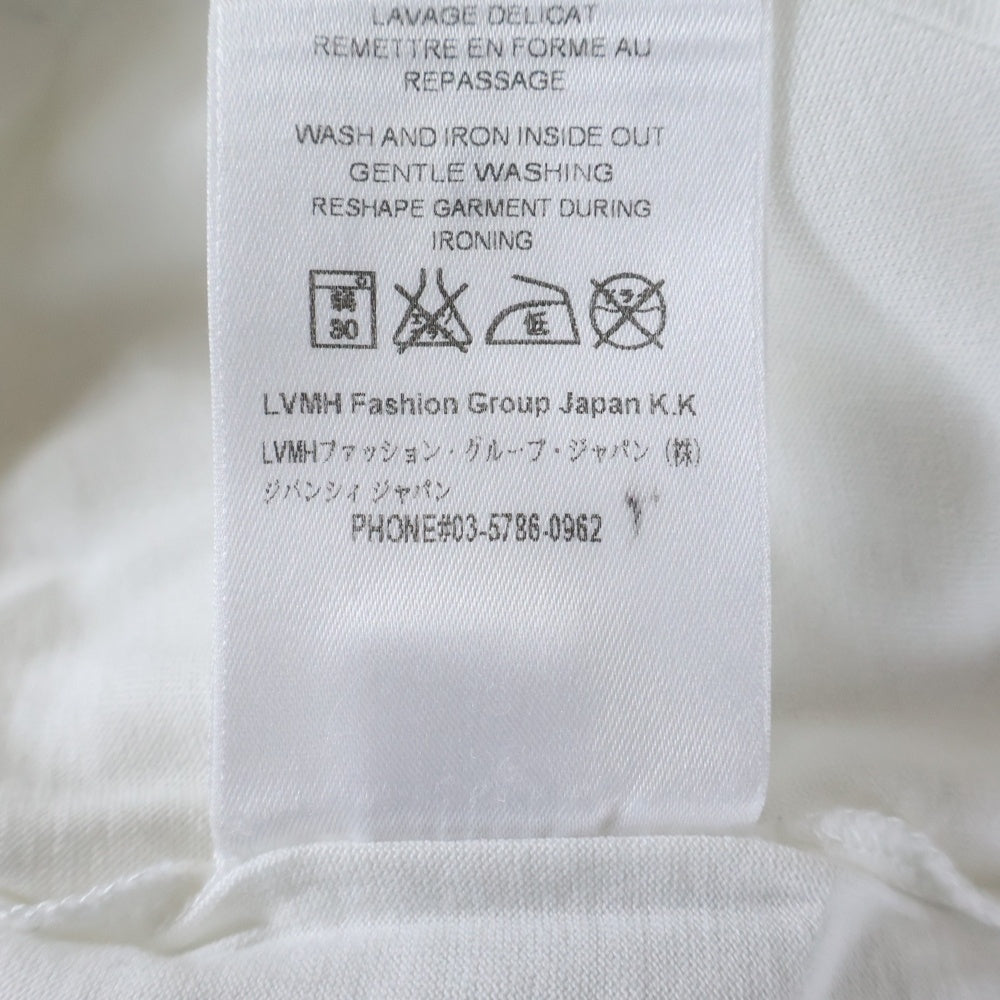 LAVAGE DELICAT
REMETTRE EN FORME AU
REPASSAGE
WASH AND IRON INSIDE OUT
GENTLE WASHING
RESHAPE GARMENT DURING
IRONING
弱 低 ドライ
30
LVMH Fashion Group Japan K.K
LVMHファッション・グループ・ジャパン (株)
ジバンシィ ジャパン
PHONE#03-5786-0962